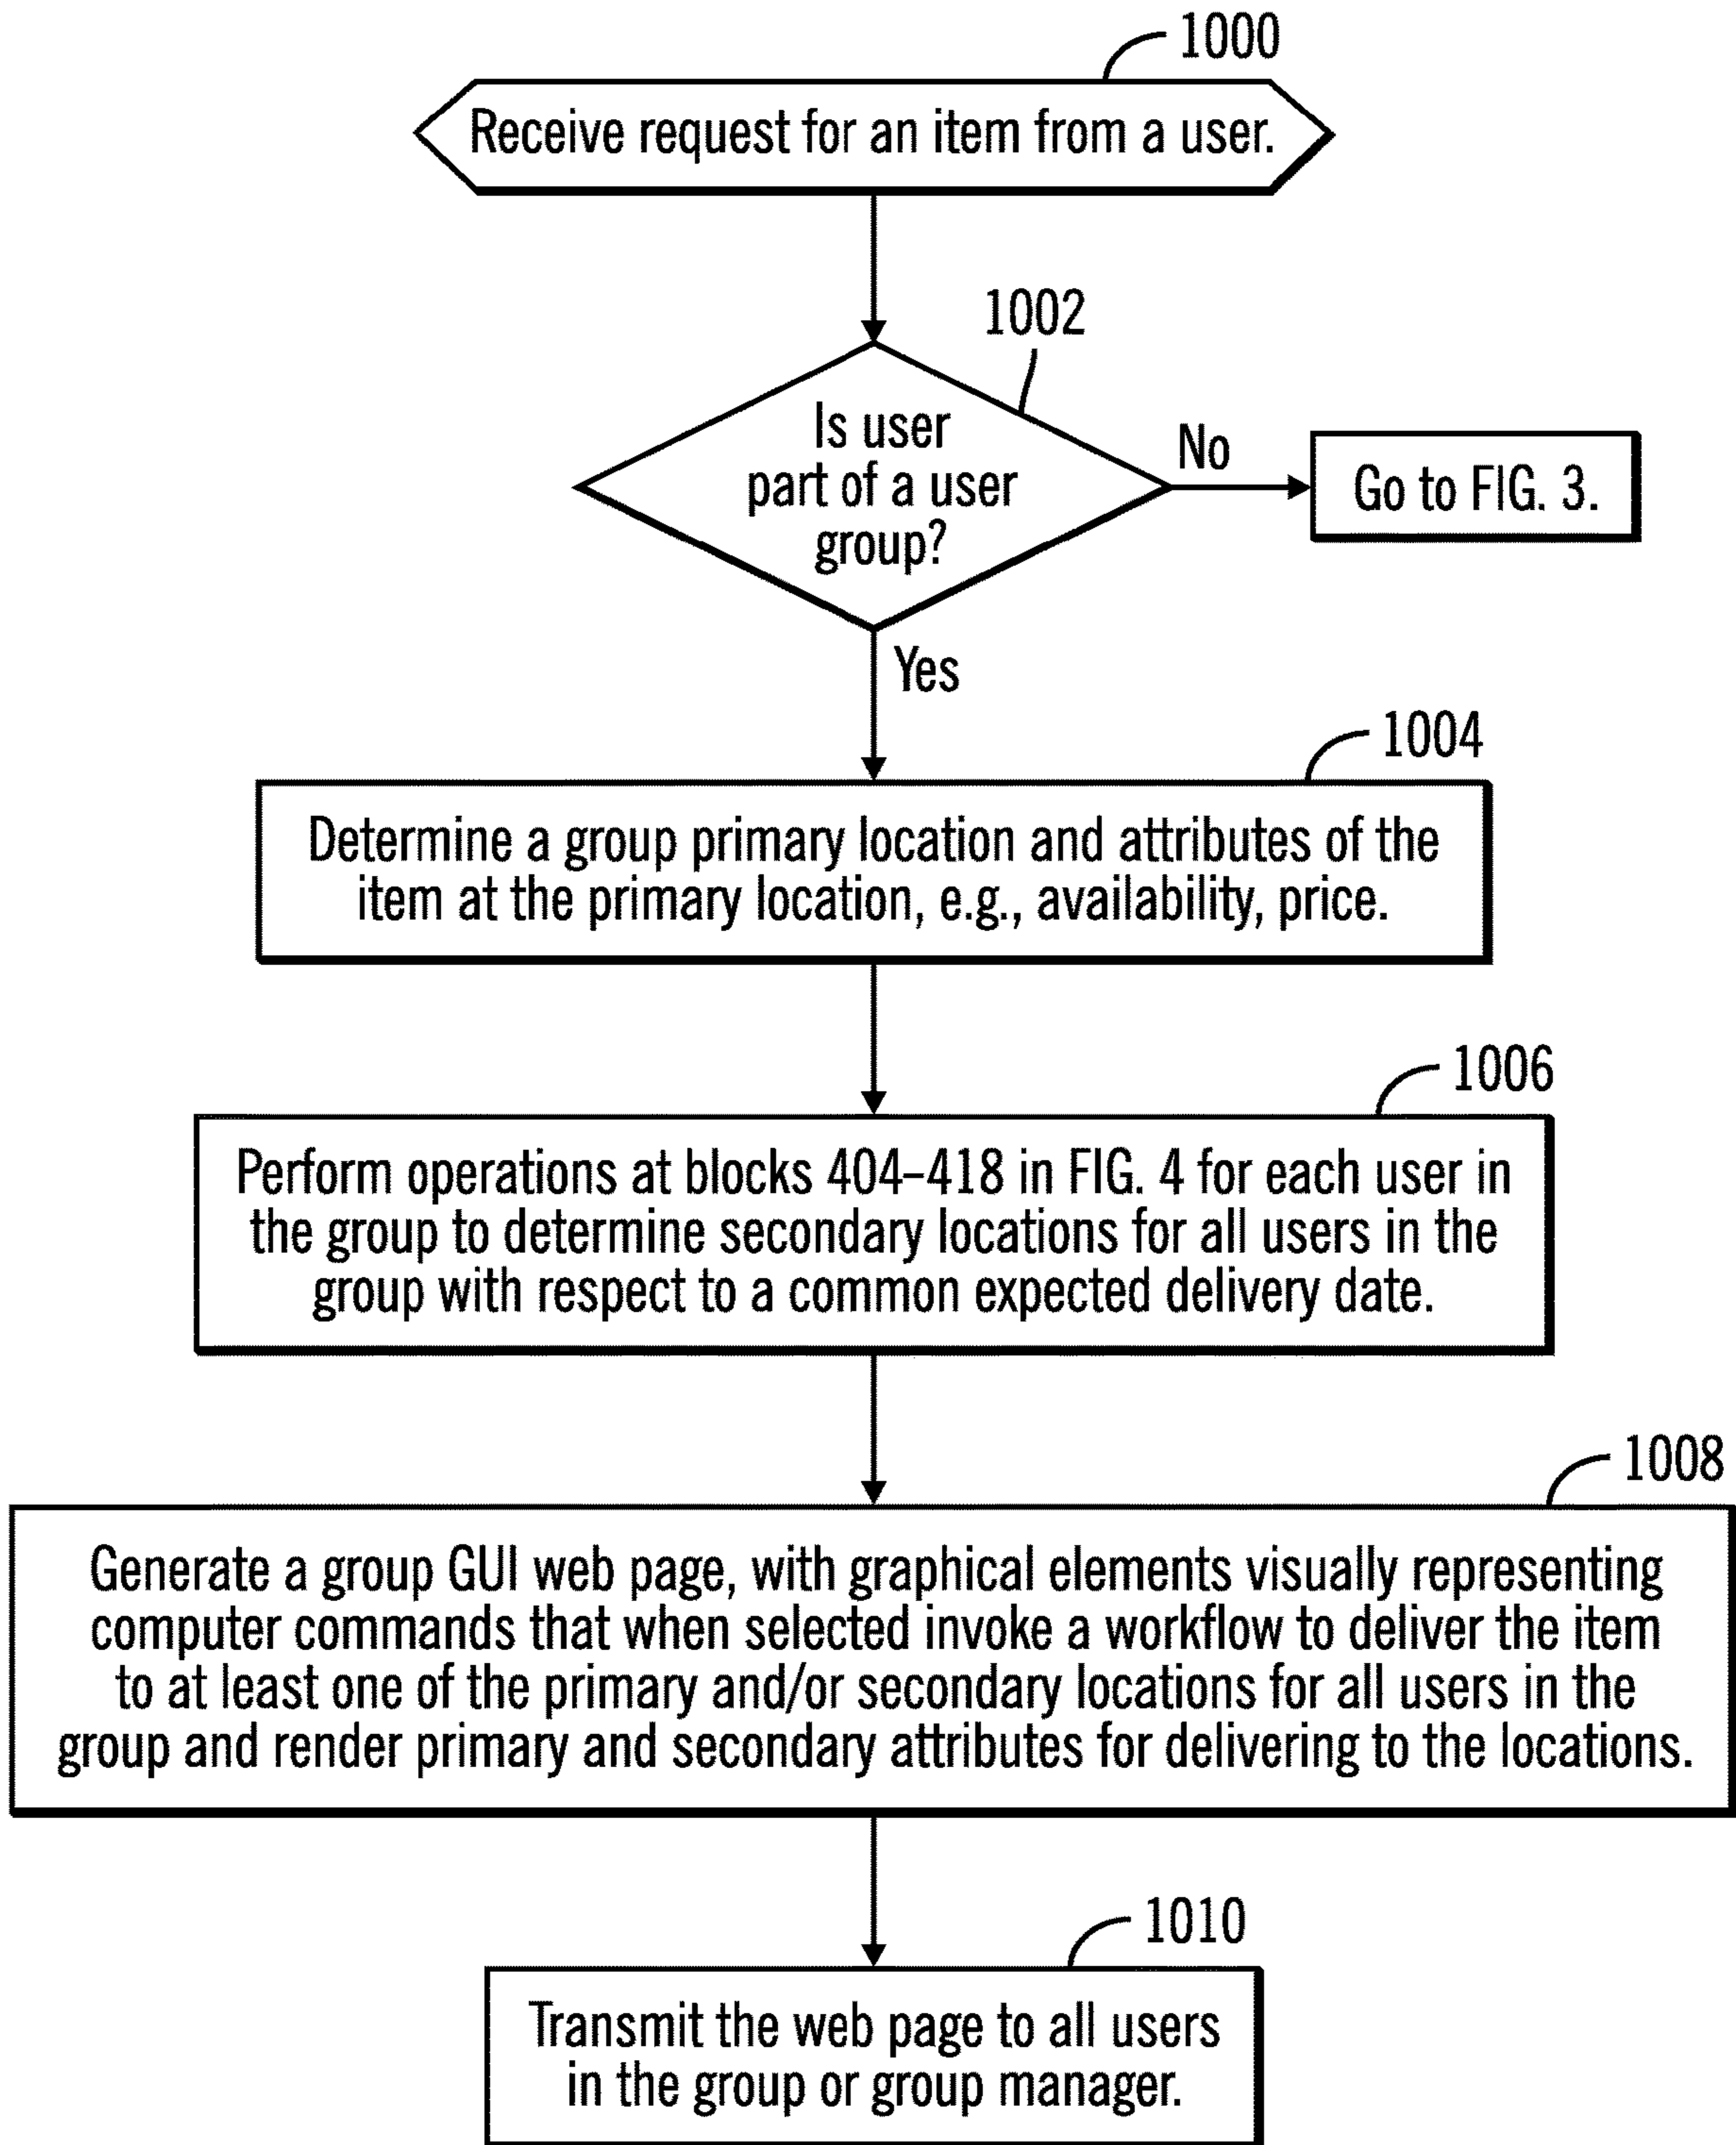 1000
Receive request for an item from a user.
1002
Is user
part of a user
group?
No
Go to FIG. 3.
Yes
1004
Determine a group primary location and attributes of the
item at the primary location, e.g., availability, price.
1006
Perform operations at blocks 404–418 in FIG. 4 for each user in
the group to determine secondary locations for all users in the
group with respect to a common expected delivery date.
1008
Generate a group GUI web page, with graphical elements visually representing
computer commands that when selected invoke a workflow to deliver the item
to at least one of the primary and/or secondary locations for all users in the
group and render primary and secondary attributes for delivering to the locations.
1010
Transmit the web page to all users
in the group or group manager.